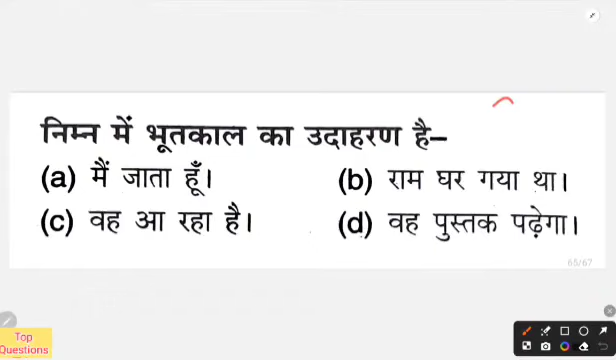 निम्न में भूतकाल का उदाहरण है–
(a) मैं जाता हूँ। (b) राम घर गया था।
(c) वह आ रहा है। (d) वह पुस्तक पढ़ेगा।
65/67
Top
Questions